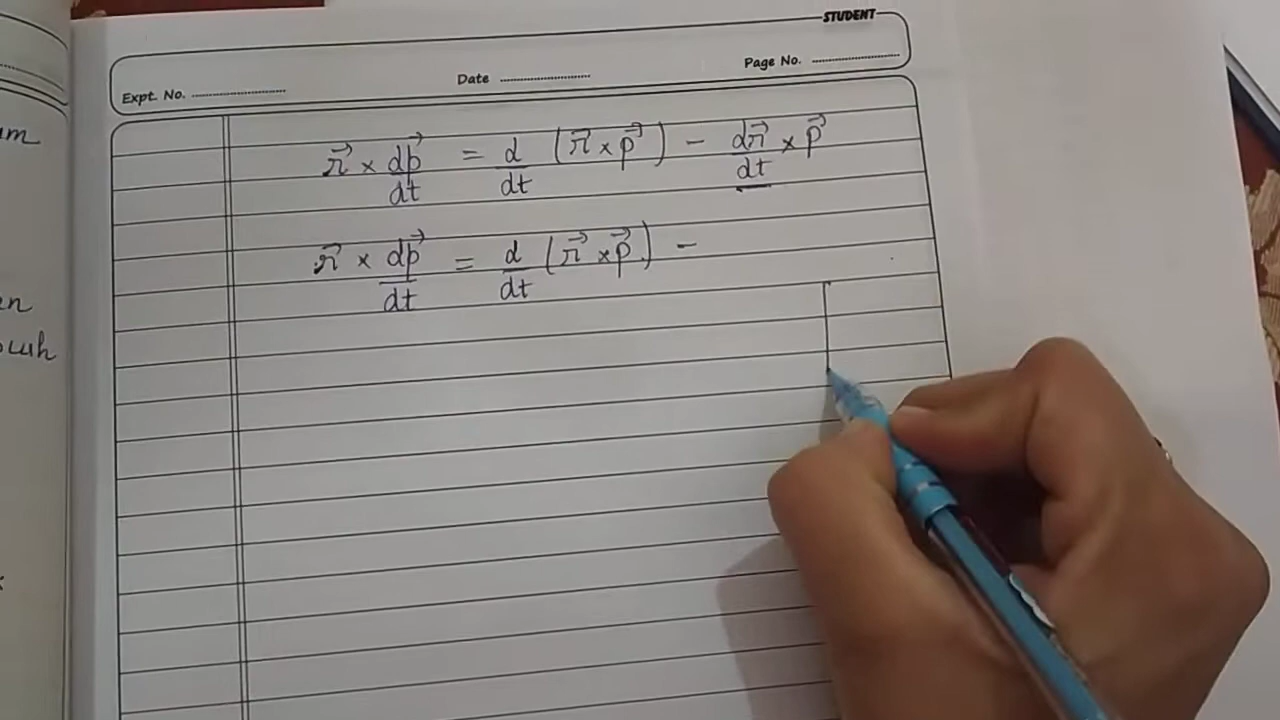 STUDENT
Expt. No. Date Page No.
r⃗ × dp⃗/dt = d/dt (r⃗ × p⃗) − dr⃗/dt × p⃗
r⃗ × dp⃗/dt = d/dt (r⃗ × p⃗) −